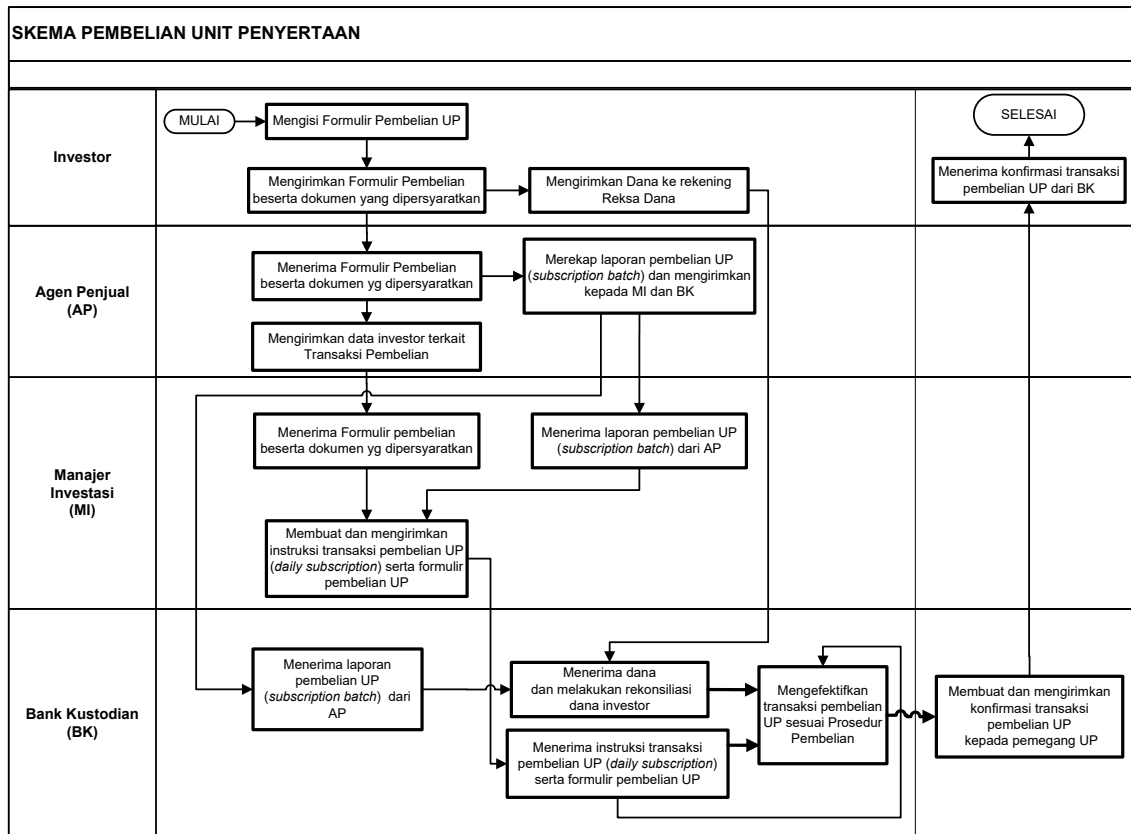 SKEMA PEMBELIAN UNIT PENYERTAAN
Investor
MULAI
Mengisi Formulir Pembelian UP
SELESAI
Mengirimkan Formulir Pembelian
beserta dokumen yang dipersyaratkan
Mengirimkan Dana ke rekening
Reksa Dana
Menerima konfirmasi transaksi
pembelian UP dari BK
Agen Penjual
(AP)
Menerima Formulir Pembelian
beserta dokumen yg dipersyaratkan
Merekap laporan pembelian UP
(subscription batch) dan mengirimkan
kepada MI dan BK
Mengirimkan data investor terkait
Transaksi Pembelian
Manajer
Investasi
(MI)
Menerima Formulir pembelian
beserta dokumen yg dipersyaratkan
Menerima laporan pembelian UP
(subscription batch) dari AP
Membuat dan mengirimkan
instruksi transaksi pembelian UP
(daily subscription) serta formulir
pembelian UP
Bank Kustodian
(BK)
Menerima laporan
pembelian UP
(subscription batch) dari
AP
Menerima dana
dan melakukan rekonsiliasi
dana investor
Menerima instruksi transaksi
pembelian UP (daily subscription)
serta formulir pembelian UP
Mengefektifkan
transaksi pembelian
UP sesuai Prosedur
Pembelian
Membuat dan mengirimkan
konfirmasi transaksi
pembelian UP
kepada pemegang UP